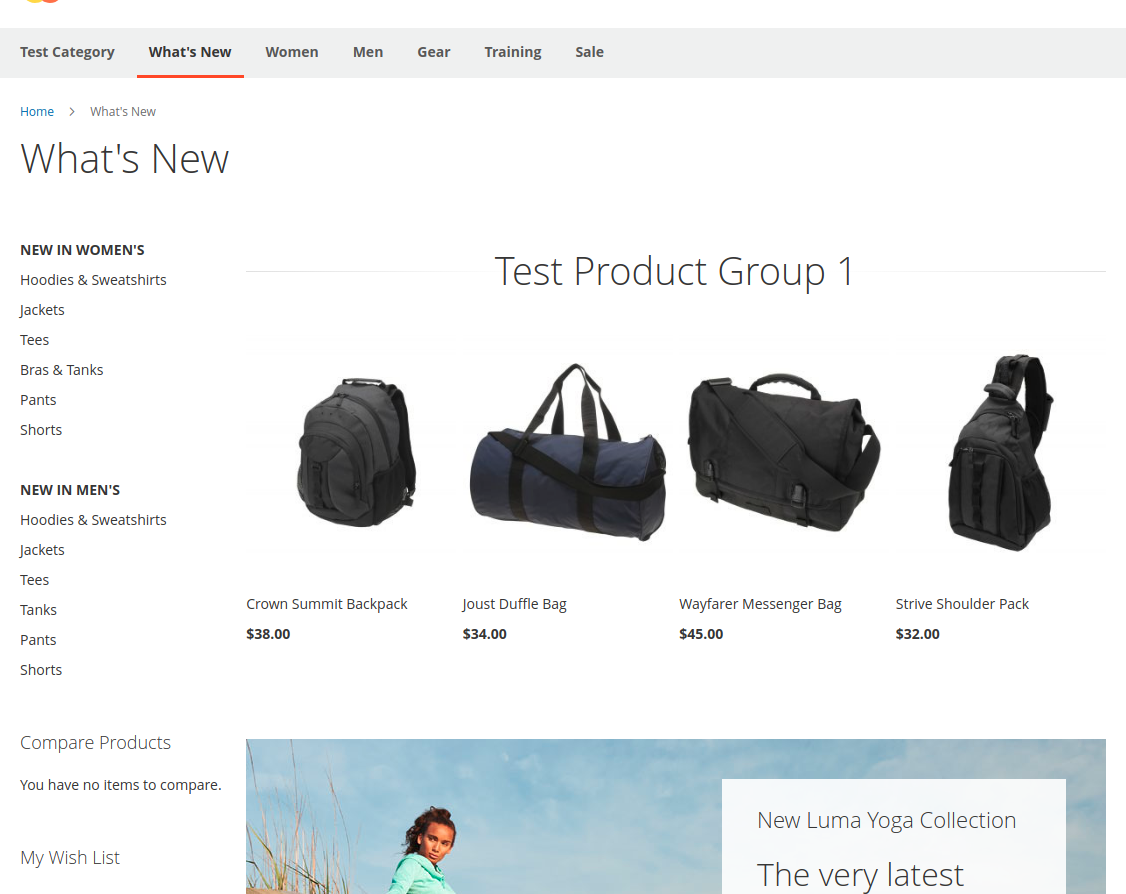 Test Category What's New Women Men Gear Training Sale
Home > What's New
What's New
NEW IN WOMEN'S
Hoodies & Sweatshirts
Jackets
Tees
Bras & Tanks
Pants
Shorts
NEW IN MEN'S
Hoodies & Sweatshirts
Jackets
Tees
Tanks
Pants
Shorts
Compare Products
You have no items to compare.
My Wish List
Test Product Group 1
Crown Summit Backpack
$38.00
Joust Duffle Bag
$34.00
Wayfarer Messenger Bag
$45.00
Strive Shoulder Pack
$32.00
New Luma Yoga Collection
The very latest